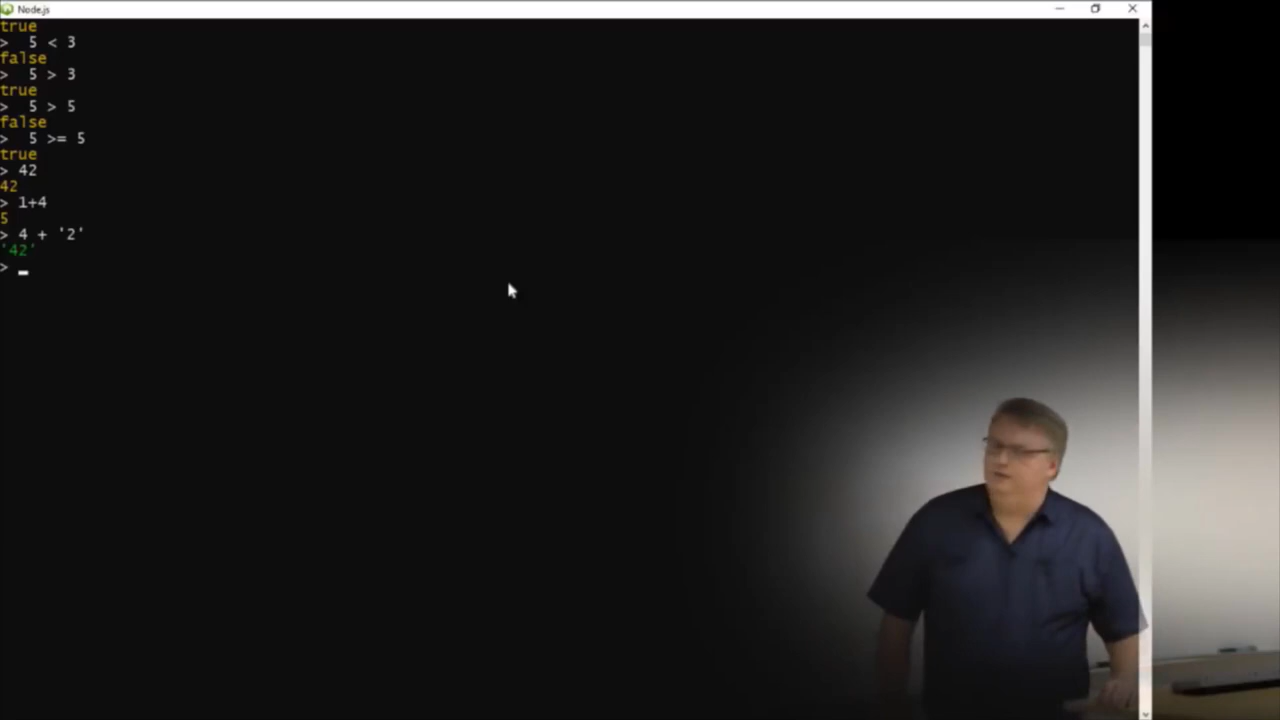 Node.js
true
>  5 < 3
false
>  5 > 3
true
>  5 > 5
false
>  5 >= 5
true
> 42
42
> 1+4
5
> 4 + '2'
'42'
>